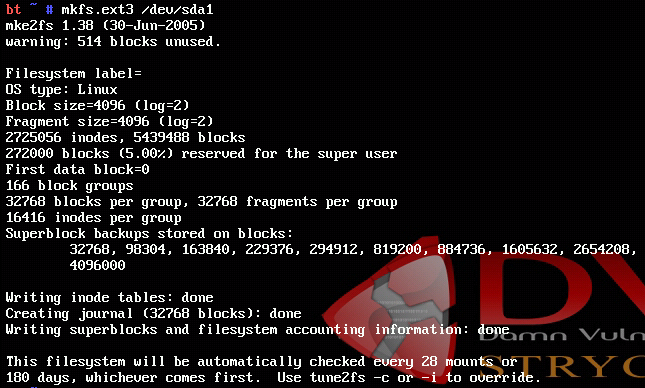 bt ~ # mkfs.ext3 /dev/sda1
mke2fs 1.38 (30-Jun-2005)
warning: 514 blocks unused.
Filesystem label=
OS type: Linux
Block size=4096 (log=2)
Fragment size=4096 (log=2)
2725056 inodes, 5439488 blocks
272000 blocks (5.00%) reserved for the super user
First data block=0
166 block groups
32768 blocks per group, 32768 fragments per group
16416 inodes per group
Superblock backups stored on blocks:
32768, 98304, 163840, 229376, 294912, 819200, 884736, 1605632, 2654208,
4096000
Writing inode tables: done
Creating journal (32768 blocks): done
Writing superblocks and filesystem accounting information: done
This filesystem will be automatically checked every 28 mounts or
180 days, whichever comes first.  Use tune2fs -c or -i to override.
DV
Damn Vuln
STRYC